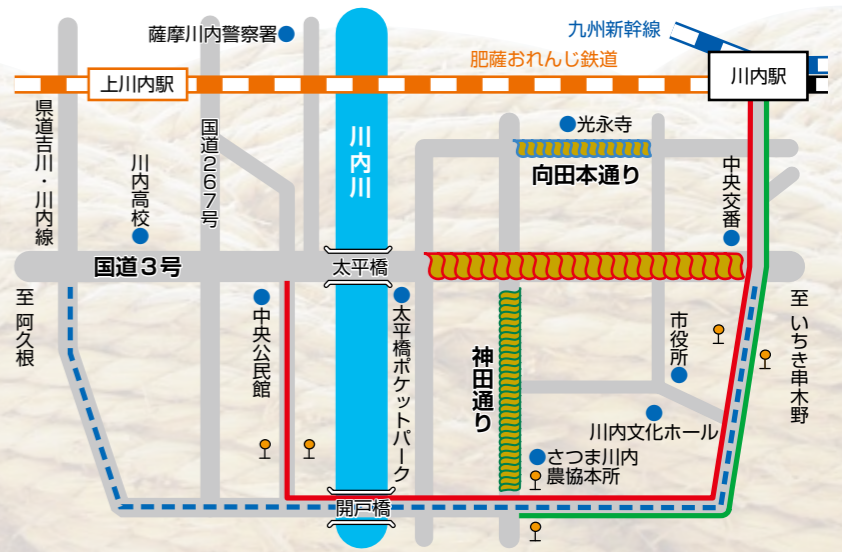 九州新幹線
薩摩川内警察署
肥薩おれんじ鉄道
上川内駅
川内駅
県道吉川・川内線
川内高校
国道267号
川内川
光永寺
向田本通り
中央交番
国道3号
太平橋
至 阿久根
中央公民館
太平橋ポケットパーク
神田通り
市役所
至 いちき串木野
川内文化ホール
さつま川内
農協本所
開戸橋